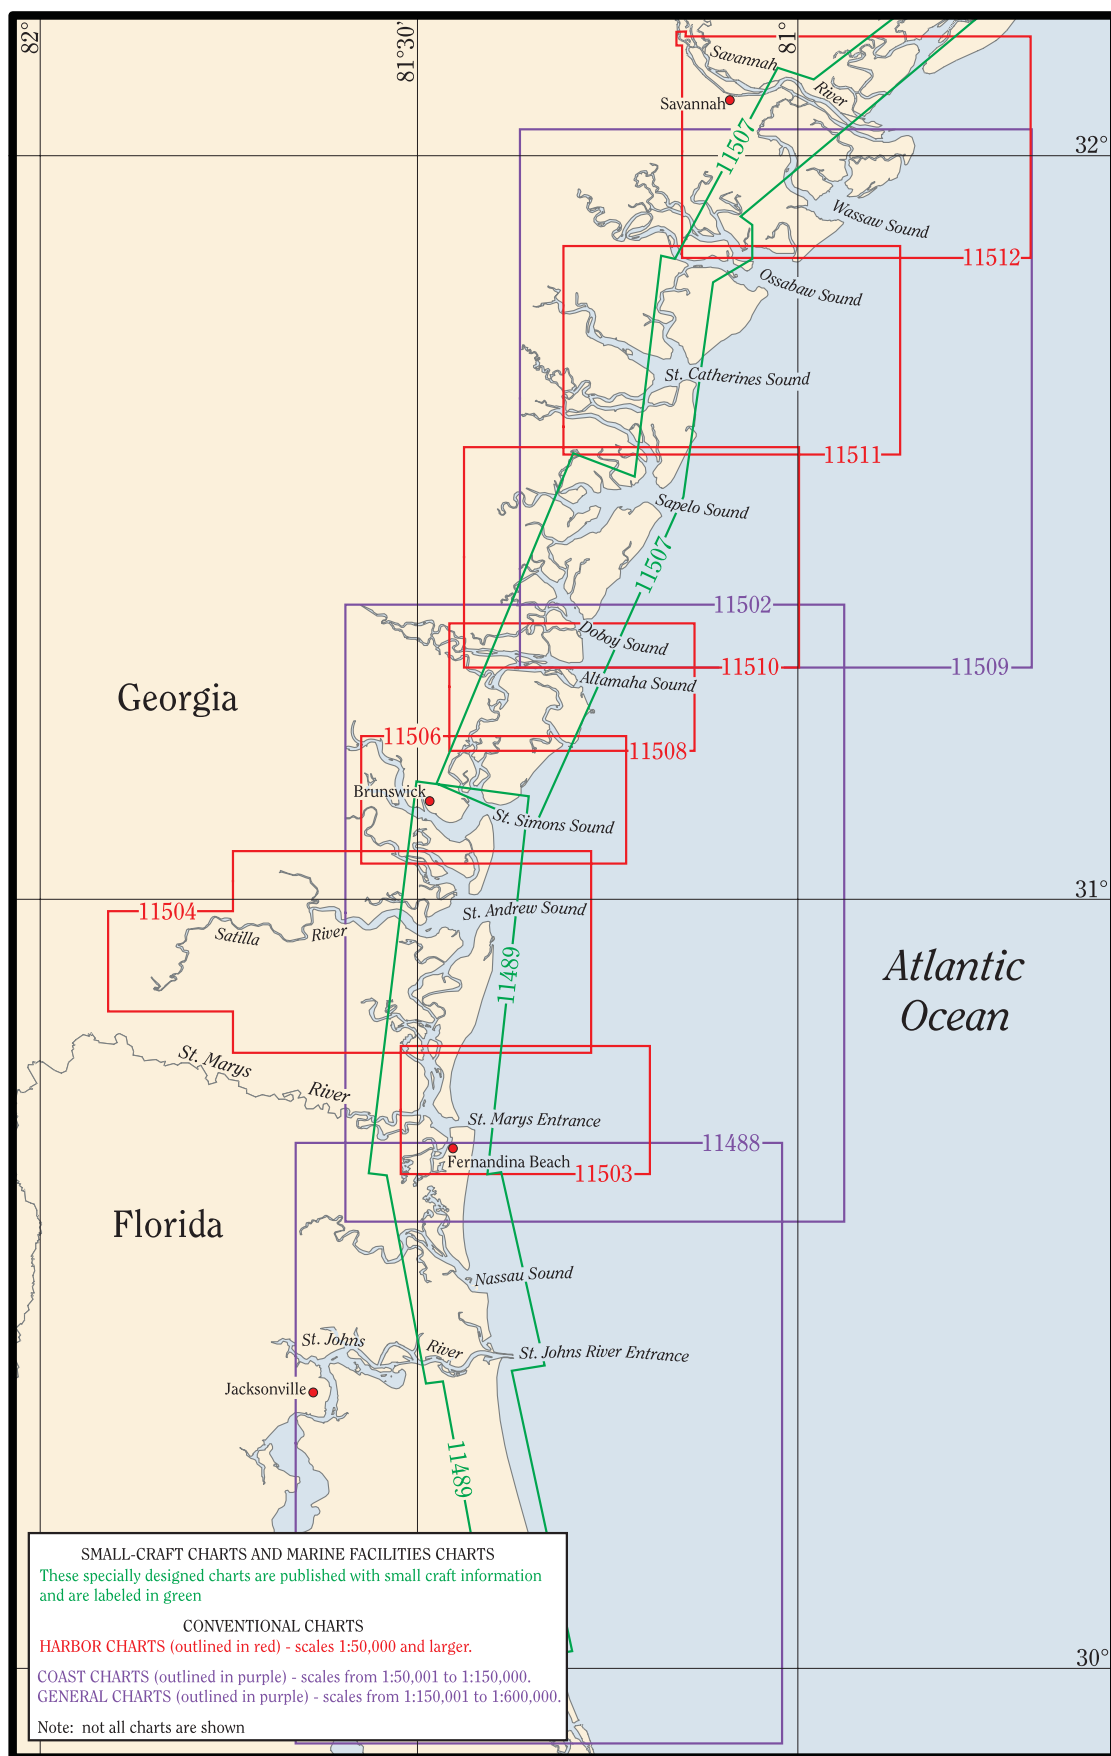 82°
81°30'
81°
Savannah
River
Savannah
11507
32°
Wassaw Sound
11512
Ossabaw Sound
St. Catherines Sound
11511
Sapelo Sound
11507
11502
Doboy Sound
11510
11509
Altamaha Sound
Georgia
11506
11508
Brunswick
St. Simons Sound
31°
11504
St. Andrew Sound
Satilla
River
11489
Atlantic
Ocean
St. Marys
River
St. Marys Entrance
11488
Fernandina Beach
11503
Florida
Nassau Sound
St. Johns
River
St. Johns River Entrance
Jacksonville
11489
SMALL-CRAFT CHARTS AND MARINE FACILITIES CHARTS
These specially designed charts are published with small craft information
and are labeled in green
CONVENTIONAL CHARTS
HARBOR CHARTS (outlined in red) - scales 1:50,000 and larger.
30°
COAST CHARTS (outlined in purple) - scales from 1:50,001 to 1:150,000.
GENERAL CHARTS (outlined in purple) - scales from 1:150,001 to 1:600,000.
Note: not all charts are shown